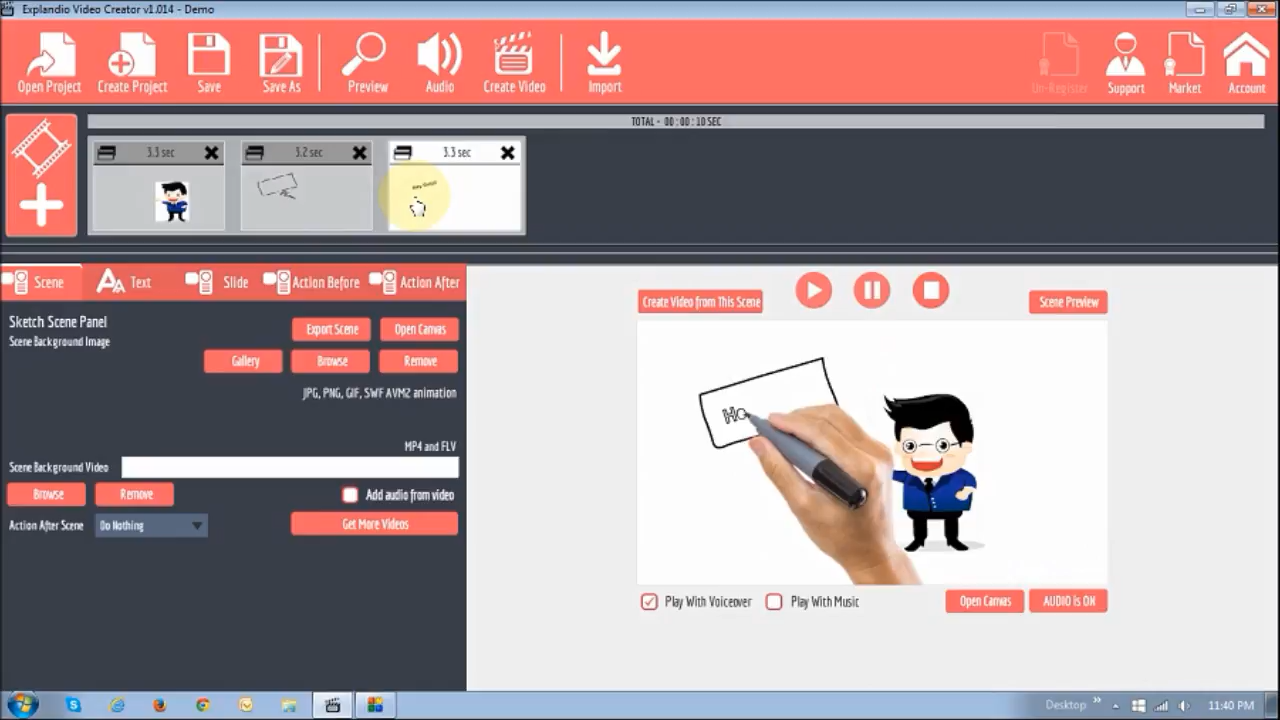 Explandio Video Creator v1.014 - Demo
Open Project
Create Project
Save
Save As
Preview
Audio
Create Video
Import
Un-Register
Support
Market
Account
TOTAL - 00 : 00 : 10 SEC
3.3 sec
3.2 sec
3.3 sec
Scene
Text
Slide
Action Before
Action After
Sketch Scene Panel
Scene Background Image
Export Scene
Open Canvas
Gallery
Browse
Remove
JPG, PNG, GIF, SWF AVM2 animation
MP4 and FLV
Scene Background Video
Browse
Remove
Add audio from video
Action After Scene
Do Nothing
Get More Videos
Create Video from This Scene
Scene Preview
Play With Voiceover
Play With Music
Open Canvas
AUDIO is ON
Desktop
11:40 PM